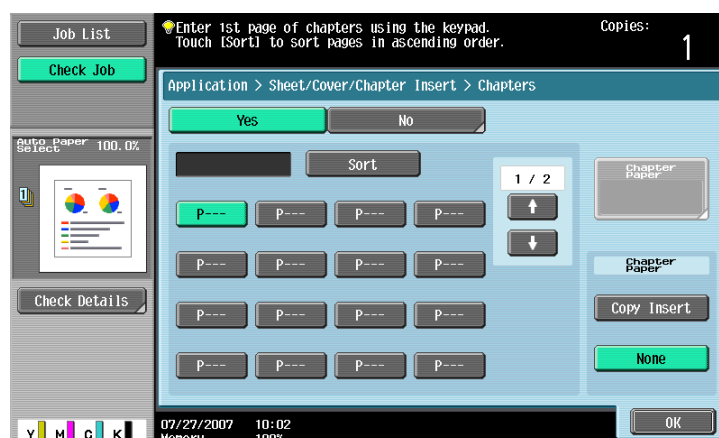 Job List
Check Job
Enter 1st page of chapters using the keypad.
Touch [Sort] to sort pages in ascending order.
Copies:
1
Application > Sheet/Cover/Chapter Insert > Chapters
Yes
No
Auto Paper
Select
100.0%
1
Sort
1 / 2
Chapter
Paper
P---
P---
P---
P---
P---
P---
P---
P---
Chapter
Paper
Check Details
P---
P---
P---
P---
Copy Insert
P---
P---
P---
P---
None
Y M C K
07/27/2007 10:02
Memory 100%
OK